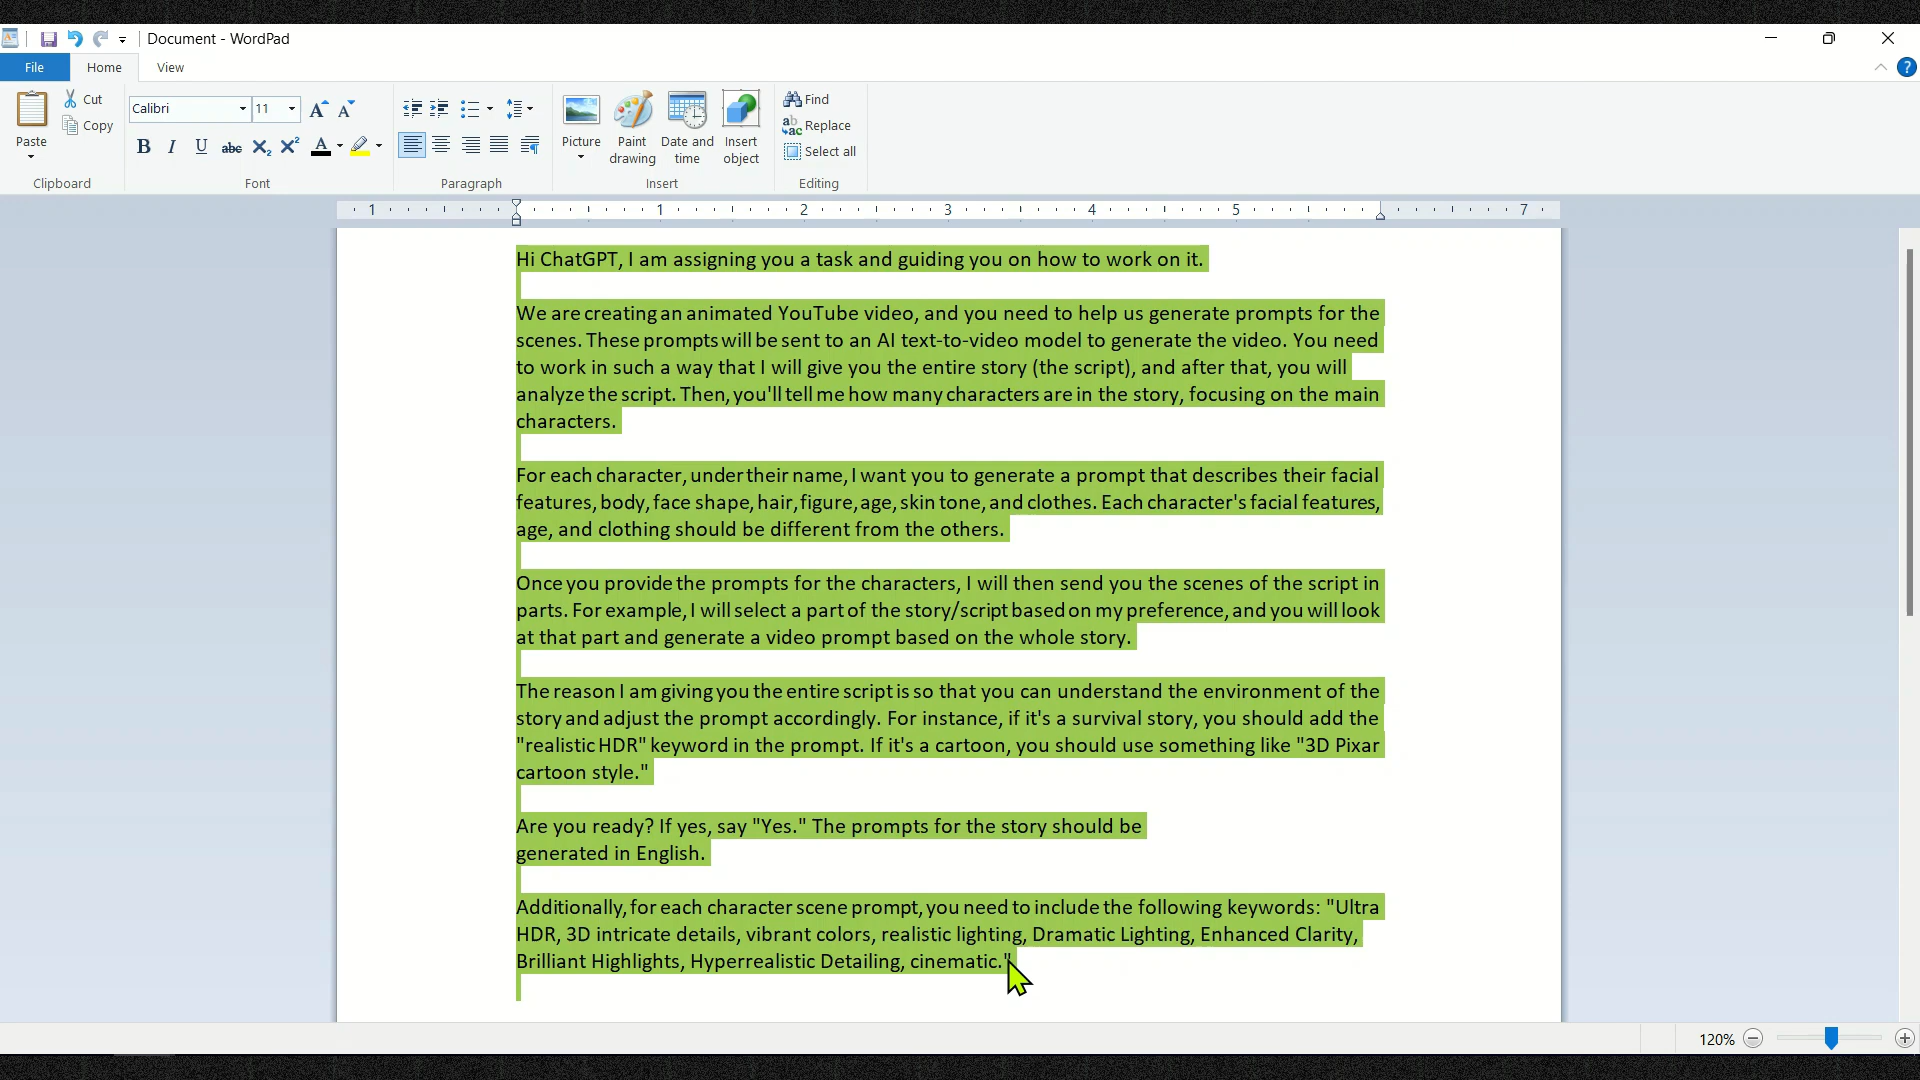 Document - WordPad
File Home View
Paste
Cut
Copy
Clipboard
Calibri 11
B I U abc X₂ X² A
Font
Paragraph
Picture
Paint drawing
Date and time
Insert object
Insert
Find
Replace
Select all
Editing
1 1 2 3 4 5 7
Hi ChatGPT, I am assigning you a task and guiding you on how to work on it.
We are creating an animated YouTube video, and you need to help us generate prompts for the
scenes. These prompts will be sent to an AI text-to-video model to generate the video. You need
to work in such a way that I will give you the entire story (the script), and after that, you will
analyze the script. Then, you'll tell me how many characters are in the story, focusing on the main
characters.
For each character, under their name, I want you to generate a prompt that describes their facial
features, body, face shape, hair, figure, age, skin tone, and clothes. Each character's facial features,
age, and clothing should be different from the others.
Once you provide the prompts for the characters, I will then send you the scenes of the script in
parts. For example, I will select a part of the story/script based on my preference, and you will look
at that part and generate a video prompt based on the whole story.
The reason I am giving you the entire script is so that you can understand the environment of the
story and adjust the prompt accordingly. For instance, if it's a survival story, you should add the
"realistic HDR" keyword in the prompt. If it's a cartoon, you should use something like "3D Pixar
cartoon style."
Are you ready? If yes, say "Yes." The prompts for the story should be
generated in English.
Additionally, for each character scene prompt, you need to include the following keywords: "Ultra
HDR, 3D intricate details, vibrant colors, realistic lighting, Dramatic Lighting, Enhanced Clarity,
Brilliant Highlights, Hyperrealistic Detailing, cinematic."
120%